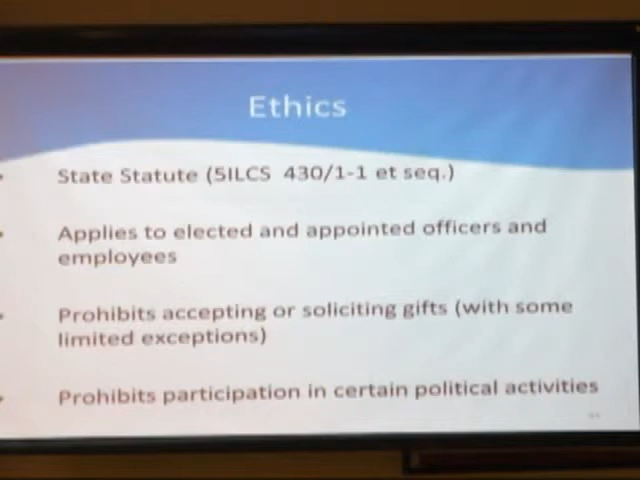 Ethics
State Statute (5ILCS 430/1-1 et seq.)
Applies to elected and appointed officers and
employees
Prohibits accepting or soliciting gifts (with some
limited exceptions)
Prohibits participation in certain political activities